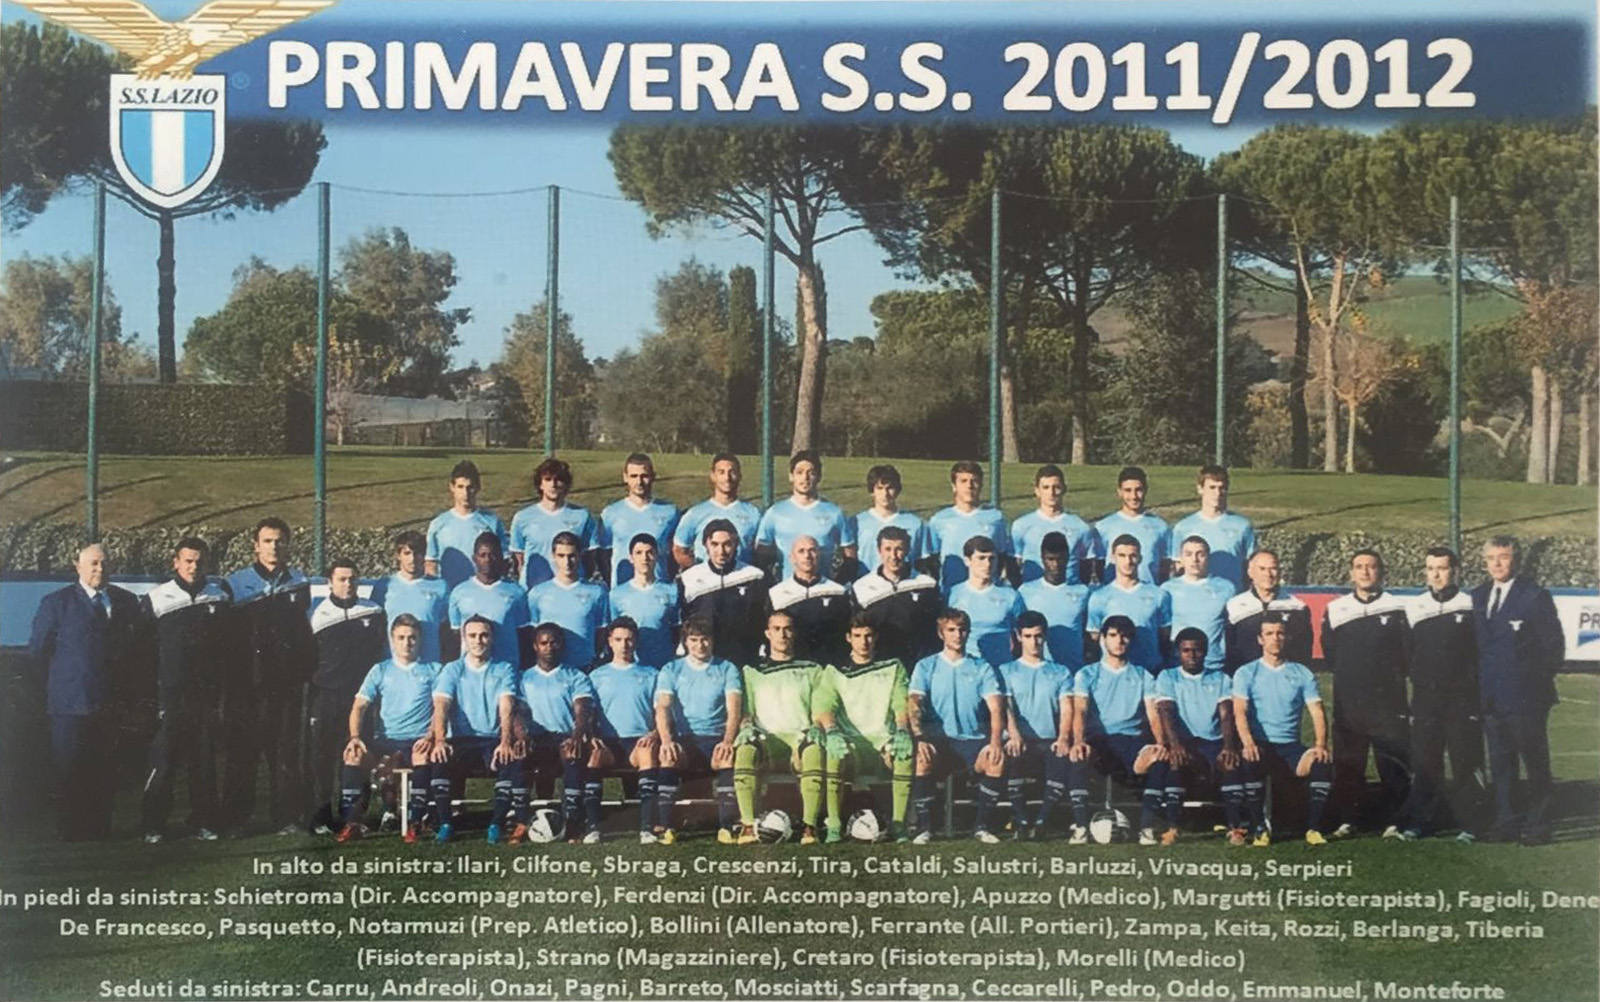 PRIMAVERA S.S. 2011/2012
S.S.LAZIO
PR
In alto da sinistra: Ilari, Cilfone, Sbraga, Crescenzi, Tira, Cataldi, Salustri, Barluzzi, Vivacqua, Serpieri
In piedi da sinistra: Schietroma (Dir. Accompagnatore), Ferdenzi (Dir. Accompagnatore), Apuzzo (Medico), Margutti (Fisioterapista), Fagioli, Dene
De Francesco, Pasquetto, Notarmuzi (Prep. Atletico), Bollini (Allenatore), Ferrante (All. Portieri), Zampa, Keita, Rozzi, Berlanga, Tiberia
(Fisioterapista), Strano (Magazziniere), Cretaro (Fisioterapista), Morelli (Medico)
Seduti da sinistra: Carru, Andreoli, Onazi, Pagni, Barreto, Mosciatti, Scarfagna, Ceccarelli, Pedro, Oddo, Emmanuel, Monteforte